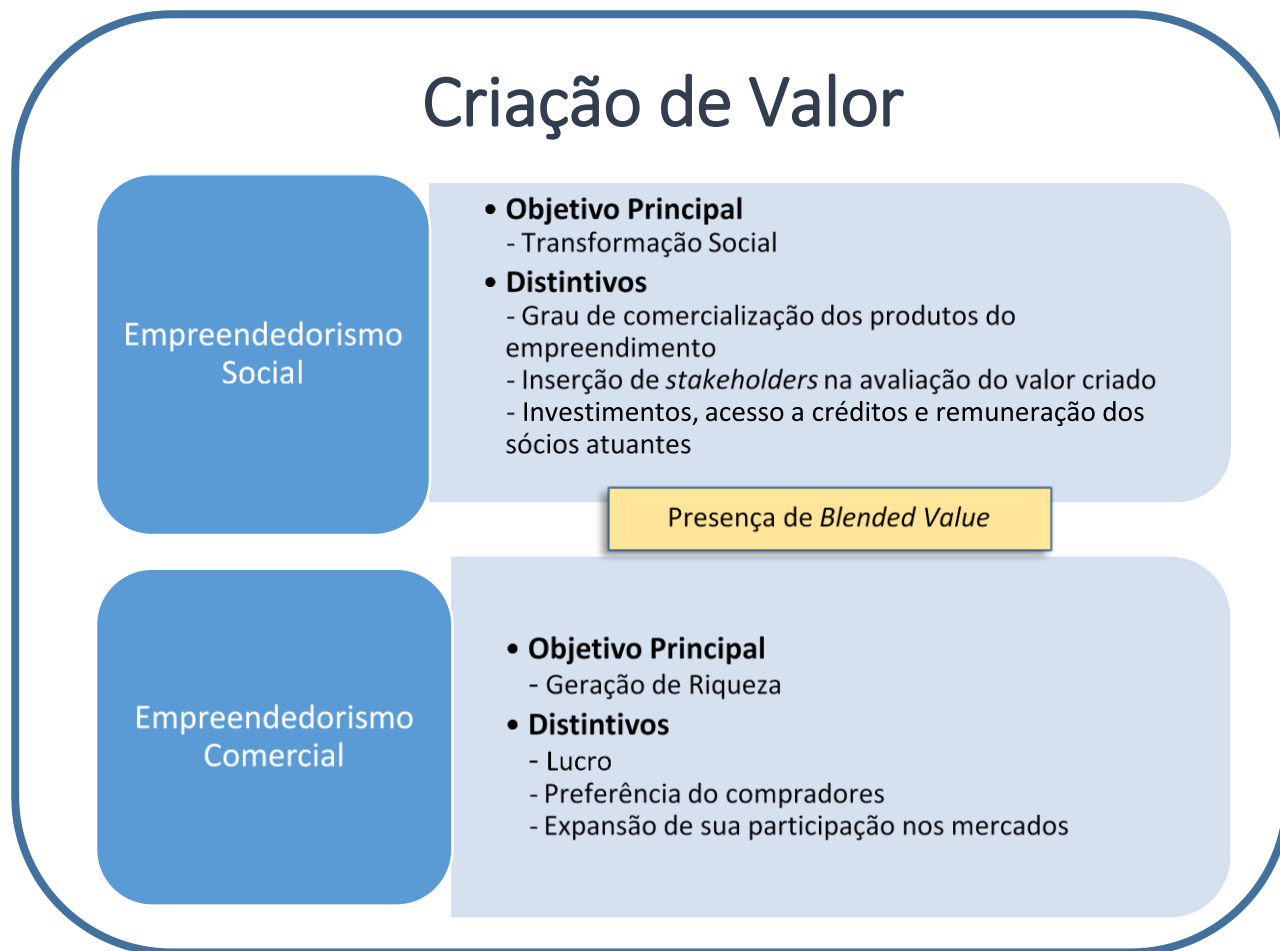 Criação de Valor
Empreendedorismo
Social
• Objetivo Principal
- Transformação Social
• Distintivos
- Grau de comercialização dos produtos do
empreendimento
- Inserção de stakeholders na avaliação do valor criado
- Investimentos, acesso a créditos e remuneração dos
sócios atuantes
Presença de Blended Value
Empreendedorismo
Comercial
• Objetivo Principal
- Geração de Riqueza
• Distintivos
- Lucro
- Preferência do compradores
- Expansão de sua participação nos mercados